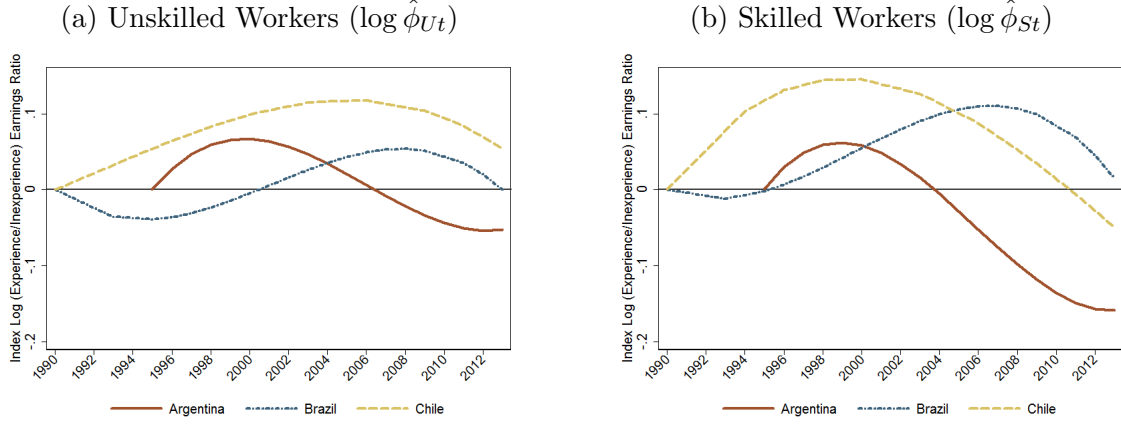 (a) Unskilled Workers (log φ̂_{Ut})
Index Log (Experience/Inexperience) Earnings Ratio
.1
0
-.1
-.2
1990 1992 1994 1996 1998 2000 2002 2004 2006 2008 2010 2012
Argentina Brazil Chile
(b) Skilled Workers (log φ̂_{St})
Index Log (Experience/Inexperience) Earnings Ratio
.1
0
-.1
-.2
1990 1992 1994 1996 1998 2000 2002 2004 2006 2008 2010 2012
Argentina Brazil Chile